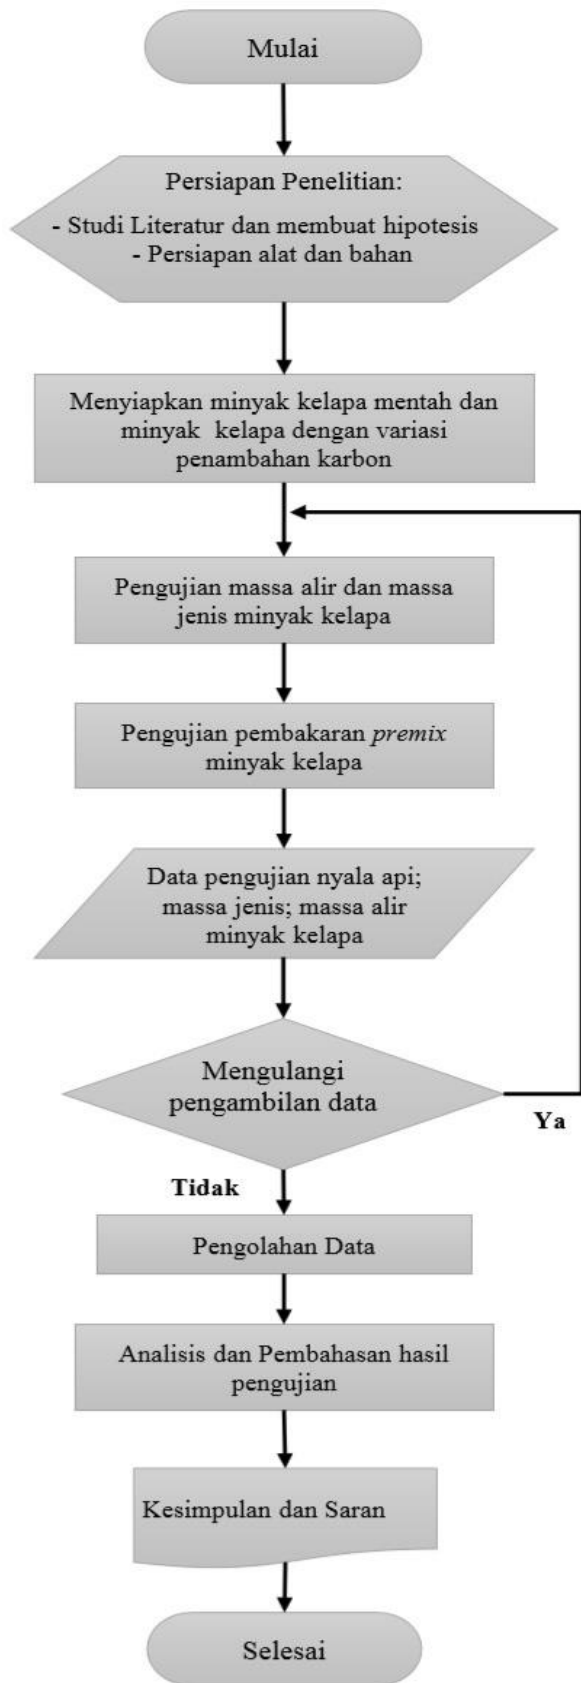 Mulai
Persiapan Penelitian:
- Studi Literatur dan membuat hipotesis
- Persiapan alat dan bahan
Menyiapkan minyak kelapa mentah dan
minyak kelapa dengan variasi
penambahan karbon
Pengujian massa alir dan massa
jenis minyak kelapa
Pengujian pembakaran premix
minyak kelapa
Data pengujian nyala api;
massa jenis; massa alir
minyak kelapa
Mengulangi
pengambilan data
Ya
Tidak
Pengolahan Data
Analisis dan Pembahasan hasil
pengujian
Kesimpulan dan Saran
Selesai